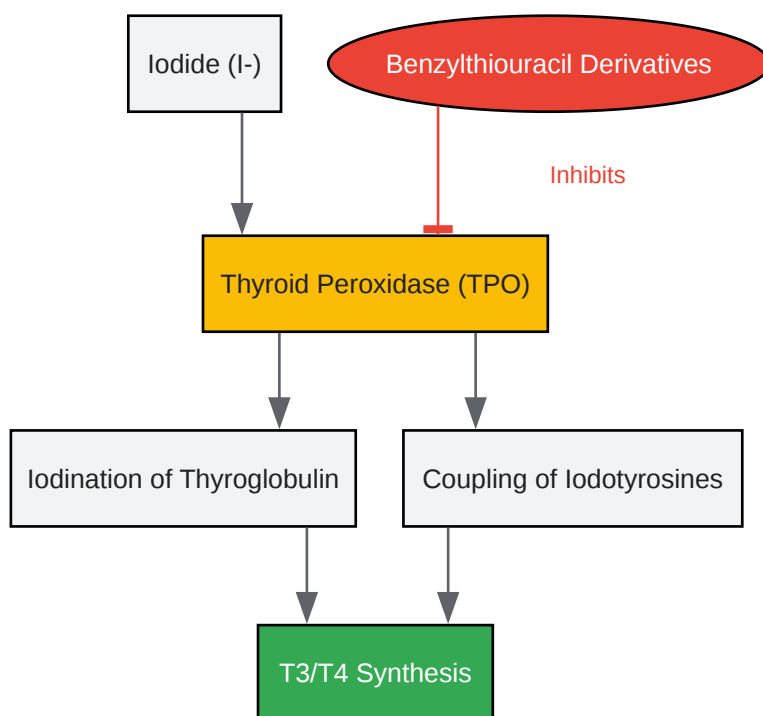 Iodide (I-)
Benzylthiouracil Derivatives
Inhibits
Thyroid Peroxidase (TPO)
Iodination of Thyroglobulin
Coupling of Iodotyrosines
T3/T4 Synthesis